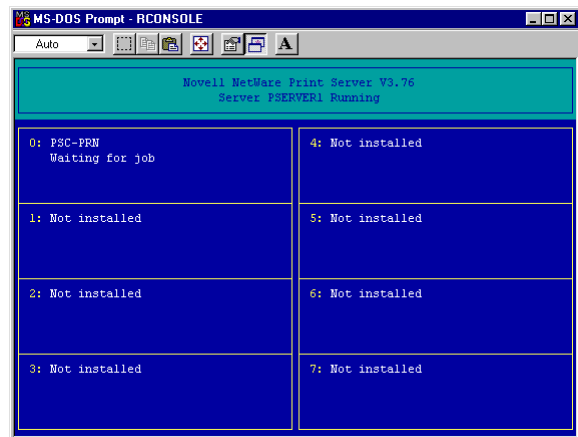 MS-DOS Prompt - RCONSOLE
Auto
A
Novell NetWare Print Server V3.76
Server PSERVER1 Running
0: PSC-PRN
Waiting for job
4: Not installed
1: Not installed
5: Not installed
2: Not installed
6: Not installed
3: Not installed
7: Not installed